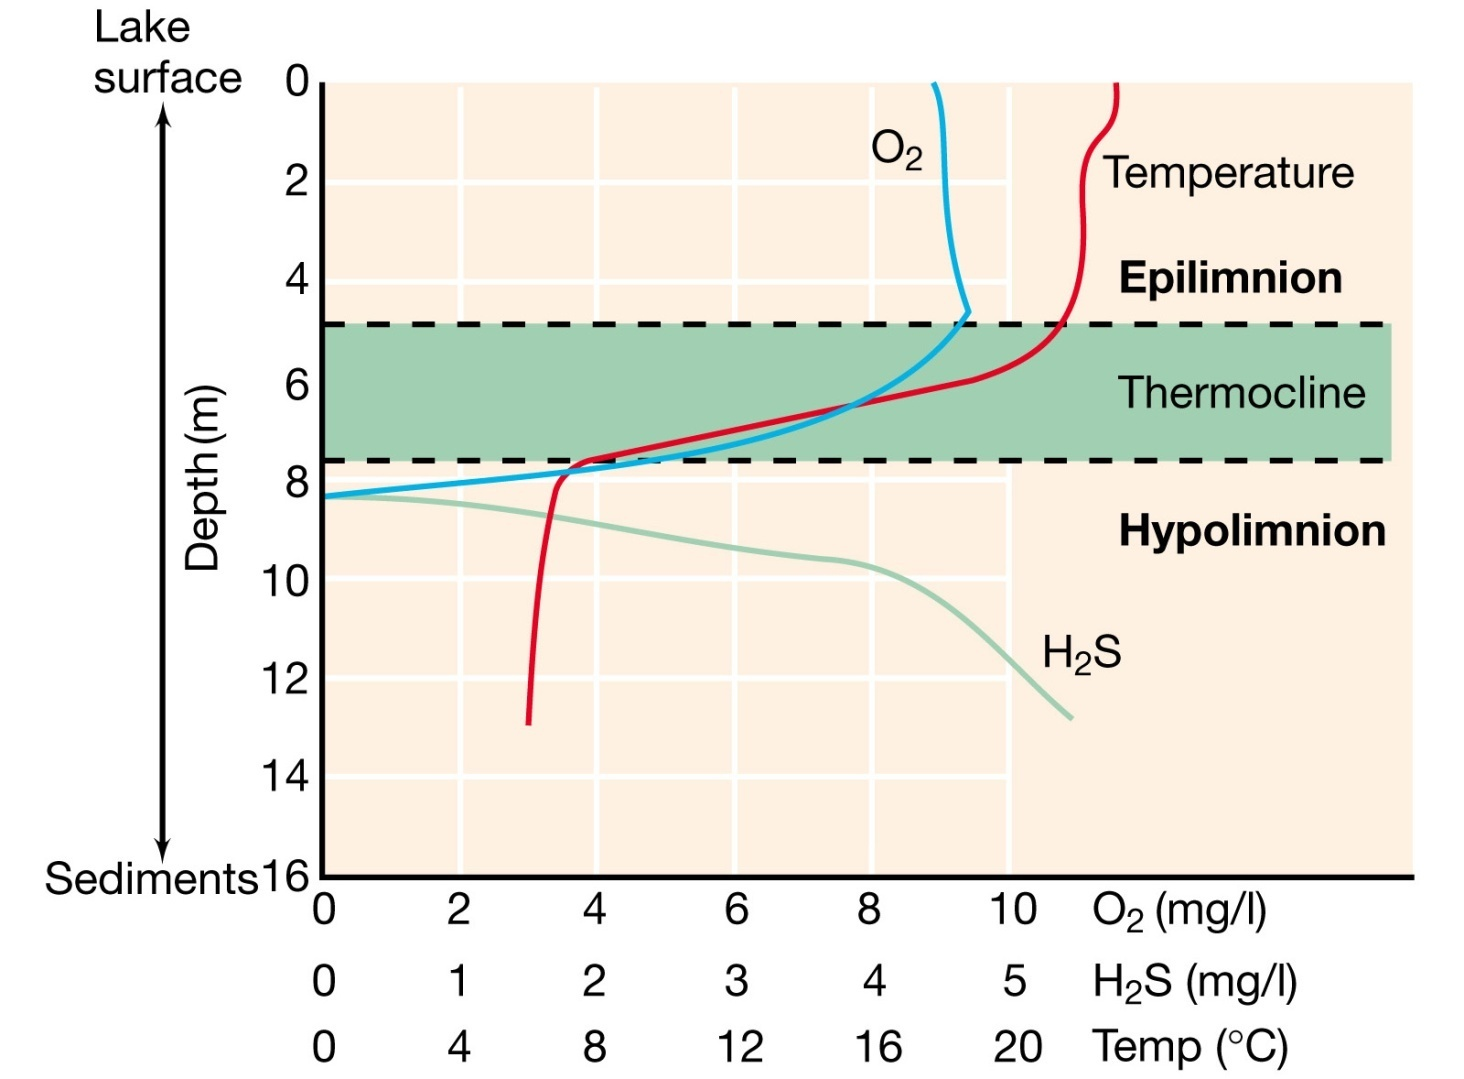 Lake
surface
0
O₂
2
Temperature
4
Epilimnion
6
Thermocline
Depth (m)
8
Hypolimnion
10
H₂S
12
14
Sediments 16
0 2 4 6 8 10 O₂ (mg/l)
0 1 2 3 4 5 H₂S (mg/l)
0 4 8 12 16 20 Temp (°C)